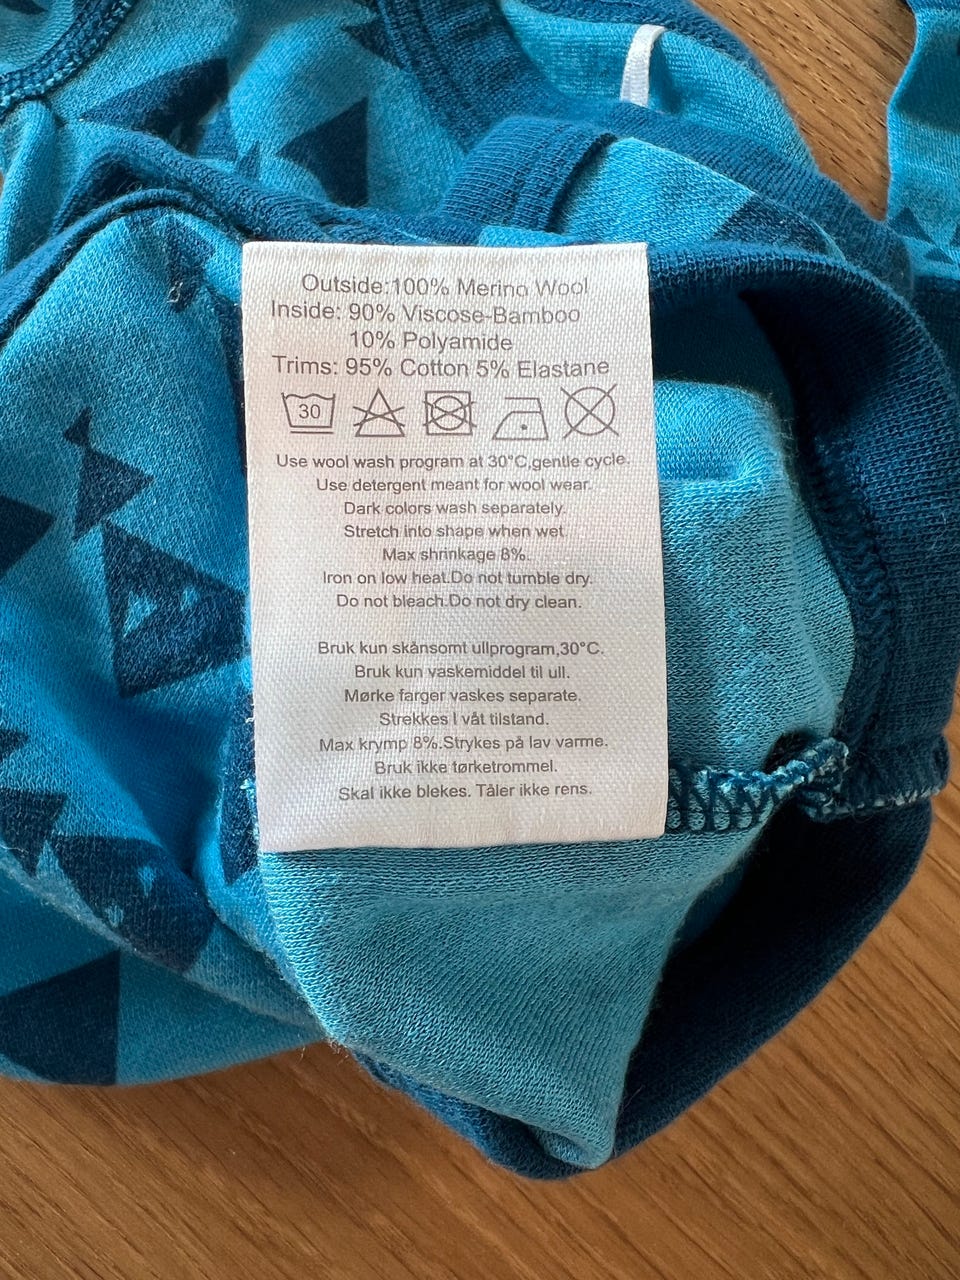 Outside:100% Merino Wool
Inside: 90% Viscose-Bamboo
10% Polyamide
Trims: 95% Cotton 5% Elastane
30
Use wool wash program at 30°C,gentle cycle.
Use detergent meant for wool wear.
Dark colors wash separately.
Stretch into shape when wet.
Max shrinkage 8%.
Iron on low heat.Do not tumble dry.
Do not bleach.Do not dry clean.
Bruk kun skånsomt ullprogram,30°C.
Bruk kun vaskemiddel til ull.
Mørke farger vaskes separate.
Strekkes I våt tilstand.
Max krymp 8%.Strykes på lav varme.
Bruk ikke tørketrommel.
Skal ikke blekes. Tåler ikke rens.